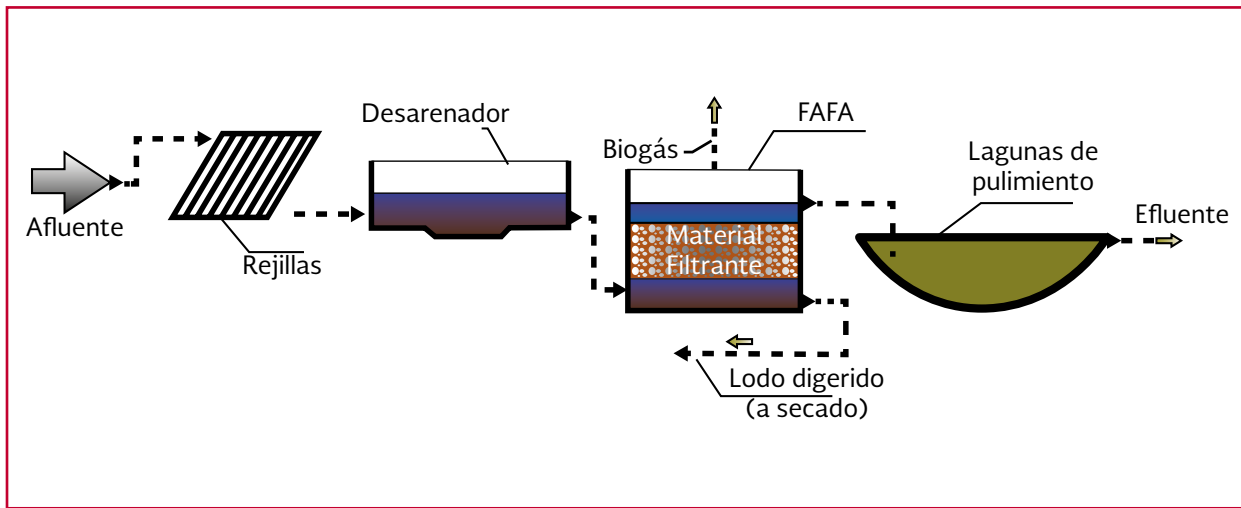 Afluente
Rejillas
Desarenador
Biogás
FAFA
Material
Filtrante
Lodo digerido
(a secado)
Lagunas de
pulimiento
Efluente